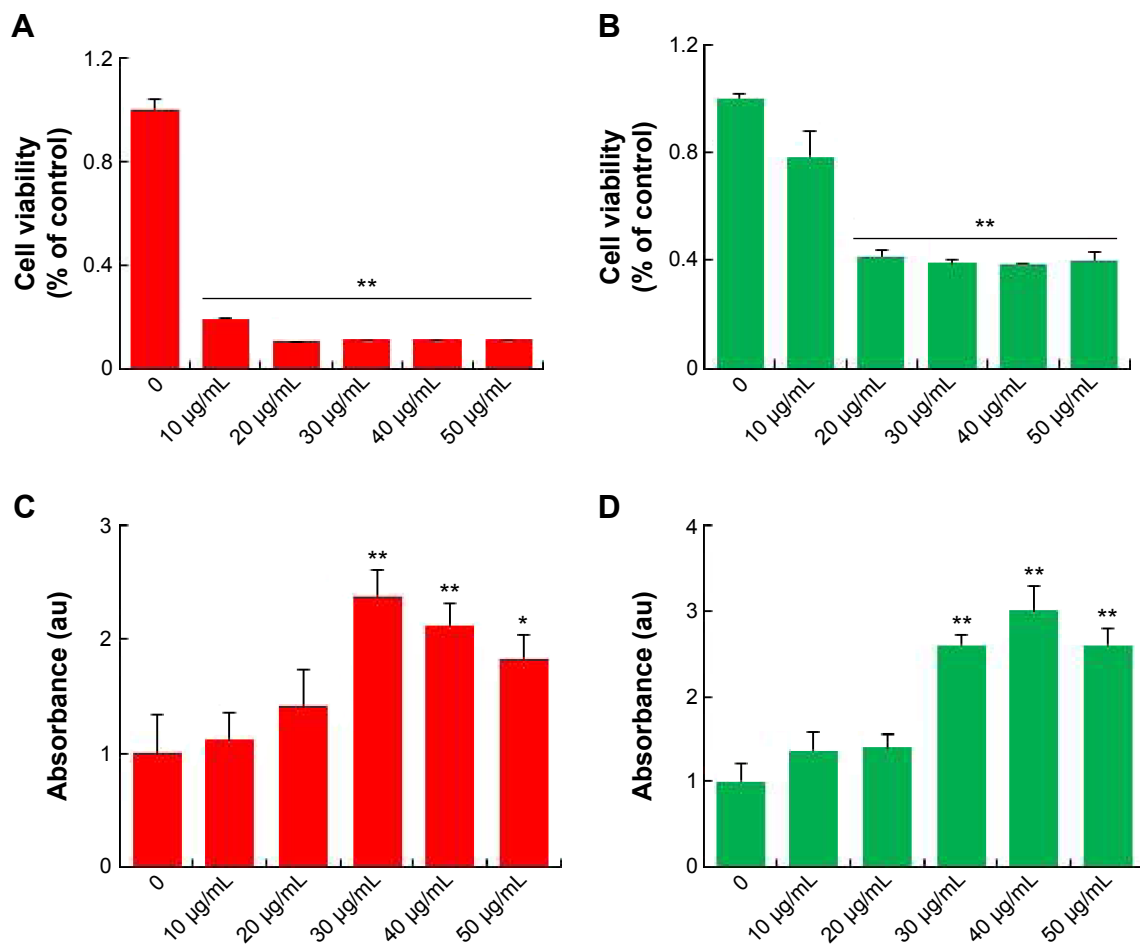 A
Cell viability
(% of control)
1.2
0.8
0.4
0
**
0
10 µg/mL
20 µg/mL
30 µg/mL
40 µg/mL
50 µg/mL
B
Cell viability
(% of control)
1.2
0.8
0.4
0
**
0
10 µg/mL
20 µg/mL
30 µg/mL
40 µg/mL
50 µg/mL
C
Absorbance (au)
3
2
1
0
**
**
*
0
10 µg/mL
20 µg/mL
30 µg/mL
40 µg/mL
50 µg/mL
D
Absorbance (au)
4
3
2
1
0
**
**
**
0
10 µg/mL
20 µg/mL
30 µg/mL
40 µg/mL
50 µg/mL